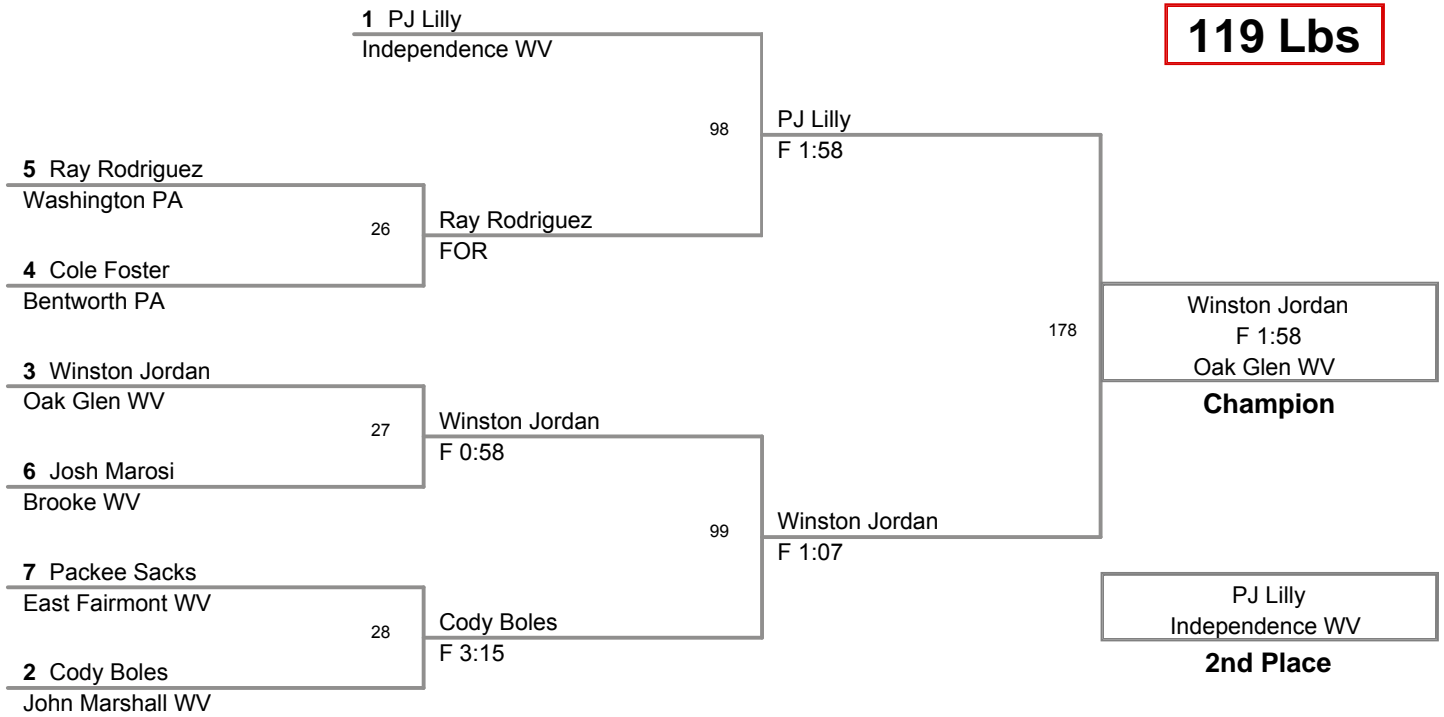 1 PJ Lilly
Independence WV
119 Lbs
98
PJ Lilly
F 1:58
5 Ray Rodriguez
Washington PA
26
Ray Rodriguez
FOR
4 Cole Foster
Bentworth PA
178
Winston Jordan
F 1:58
Oak Glen WV
Champion
3 Winston Jordan
Oak Glen WV
27
Winston Jordan
F 0:58
6 Josh Marosi
Brooke WV
99
Winston Jordan
F 1:07
7 Packee Sacks
East Fairmont WV
28
Cody Boles
F 3:15
2 Cody Boles
John Marshall WV
PJ Lilly
Independence WV
2nd Place